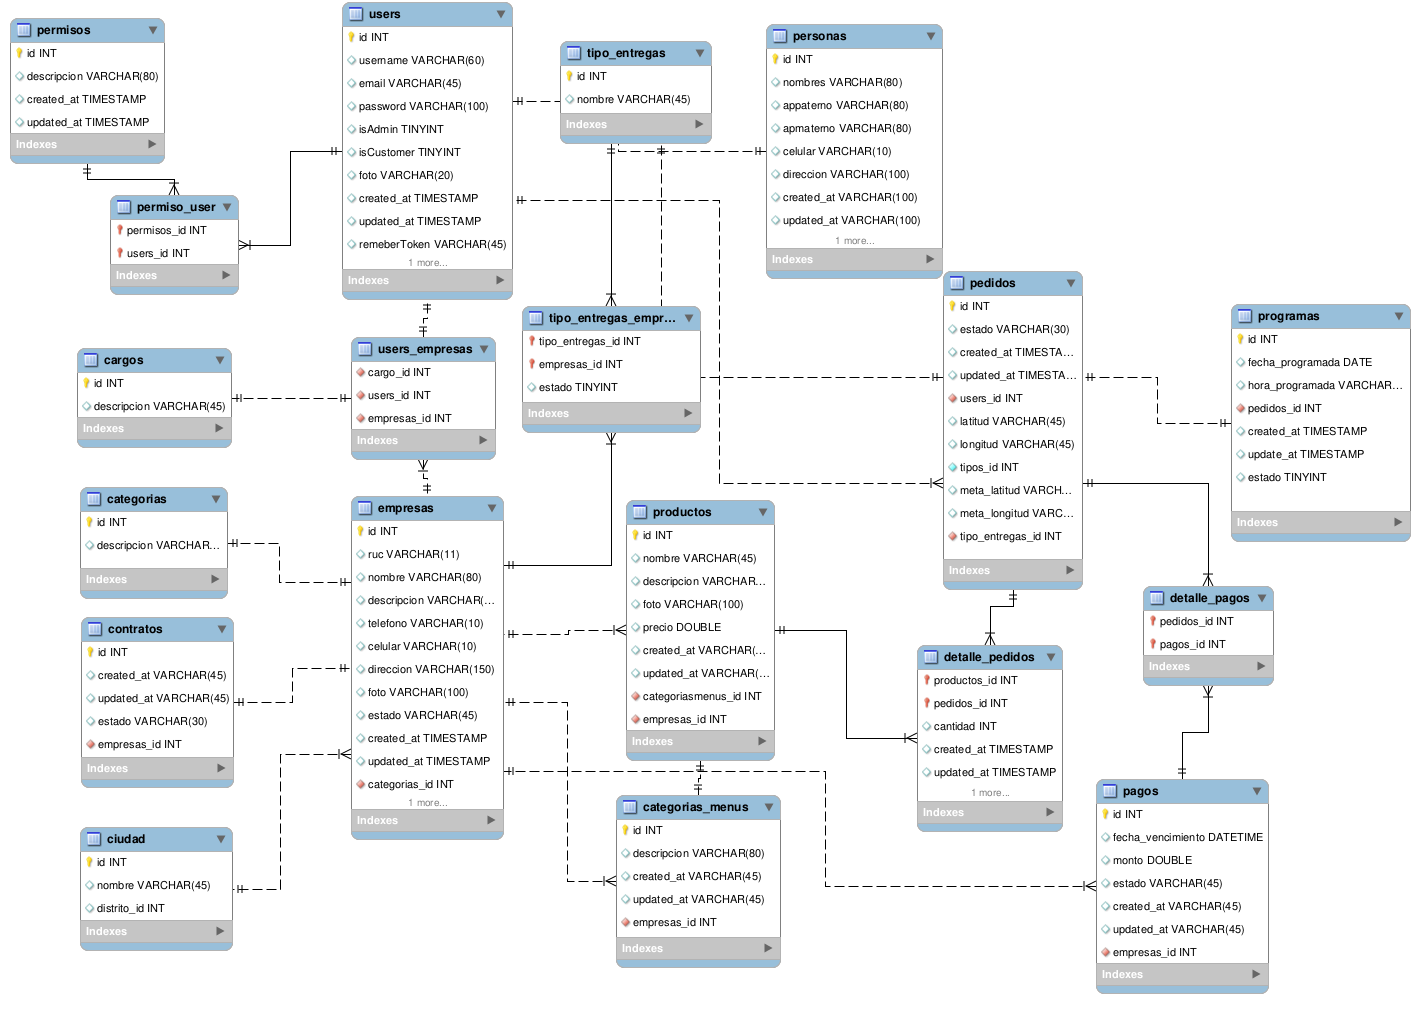 permisos
id INT
descripcion VARCHAR(80)
created_at TIMESTAMP
updated_at TIMESTAMP
Indexes
users
id INT
username VARCHAR(60)
email VARCHAR(45)
password VARCHAR(100)
isAdmin TINYINT
isCustomer TINYINT
foto VARCHAR(20)
created_at TIMESTAMP
updated_at TIMESTAMP
remeberToken VARCHAR(45)
1 more...
Indexes
tipo_entregas
id INT
nombre VARCHAR(45)
Indexes
personas
id INT
nombres VARCHAR(80)
appaterno VARCHAR(80)
apmaterno VARCHAR(80)
celular VARCHAR(10)
direccion VARCHAR(100)
created_at VARCHAR(100)
updated_at VARCHAR(100)
1 more...
Indexes
permiso_user
permisos_id INT
users_id INT
Indexes
pedidos
id INT
estado VARCHAR(30)
created_at TIMESTA...
updated_at TIMESTA...
users_id INT
latitud VARCHAR(45)
longitud VARCHAR(45)
tipos_id INT
meta_latitud VARCH...
meta_longitud VARC...
tipo_entregas_id INT
Indexes
programas
id INT
fecha_programada DATE
hora_programada VARCHAR...
pedidos_id INT
created_at TIMESTAMP
update_at TIMESTAMP
estado TINYINT
Indexes
tipo_entregas_empr...
tipo_entregas_id INT
empresas_id INT
estado TINYINT
Indexes
users_empresas
cargo_id INT
users_id INT
empresas_id INT
Indexes
cargos
id INT
descripcion VARCHAR(45)
Indexes
categorias
id INT
descripcion VARCHAR...
Indexes
empresas
id INT
ruc VARCHAR(11)
nombre VARCHAR(80)
descripcion VARCHAR(...
telefono VARCHAR(10)
celular VARCHAR(10)
direccion VARCHAR(150)
foto VARCHAR(100)
estado VARCHAR(45)
created_at TIMESTAMP
updated_at TIMESTAMP
categorias_id INT
1 more...
Indexes
productos
id INT
nombre VARCHAR(45)
descripcion VARCHAR...
foto VARCHAR(100)
precio DOUBLE
created_at VARCHAR(...
updated_at VARCHAR(...
categoriasmenus_id INT
empresas_id INT
Indexes
detalle_pagos
pedidos_id INT
pagos_id INT
Indexes
contratos
id INT
created_at VARCHAR(45)
updated_at VARCHAR(45)
estado VARCHAR(30)
empresas_id INT
Indexes
detalle_pedidos
productos_id INT
pedidos_id INT
cantidad INT
created_at TIMESTAMP
updated_at TIMESTAMP
1 more...
Indexes
ciudad
id INT
nombre VARCHAR(45)
distrito_id INT
Indexes
categorias_menus
id INT
descripcion VARCHAR(80)
created_at VARCHAR(45)
updated_at VARCHAR(45)
empresas_id INT
Indexes
pagos
id INT
fecha_vencimiento DATETIME
monto DOUBLE
estado VARCHAR(45)
created_at VARCHAR(45)
updated_at VARCHAR(45)
empresas_id INT
Indexes